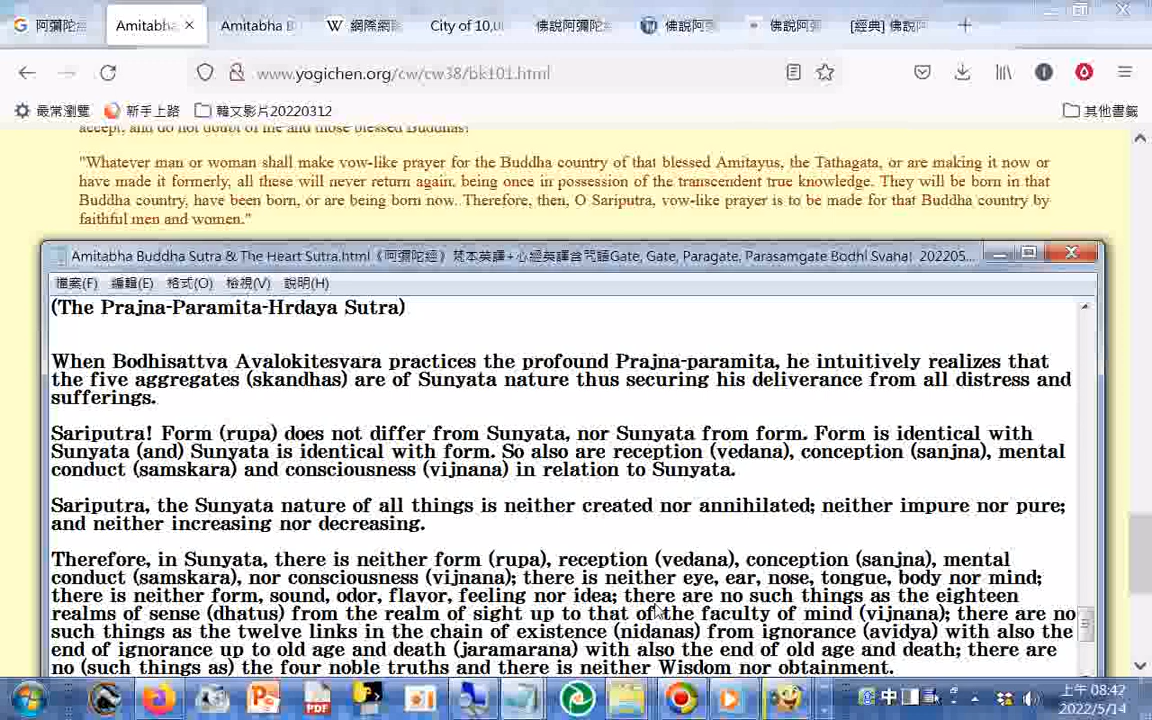 阿彌陀
Amitabha
Amitabha B
網際網
City of 10,0
佛說阿彌陀
佛說阿
佛說阿
[經典] 佛說
www.yogichen.org/cw/cw38/bk101.html
最常瀏覽
新手上路
韓文影片20220312
其他書籤
accept, and do not doubt of me and those blessed Buddhas!
"Whatever man or woman shall make vow-like prayer for the Buddha country of that blessed Amitayus, the Tathagata, or are making it now or
have made it formerly, all these will never return again, being once in possession of the transcendent true knowledge. They will be born in that
Buddha country, have been born, or are being born now. Therefore, then, O Sariputra, vow-like prayer is to be made for that Buddha country by
faithful men and women."
Amitabha Buddha Sutra & The Heart Sutra.html《阿彌陀經》梵本英譯+心經英譯含咒語Gate, Gate, Paragate, Parasamgate Bodhl Svaha! 202205...
檔案(F) 編輯(E) 格式(O) 檢視(V) 說明(H)
(The Prajna-Paramita-Hrdaya Sutra)
When Bodhisattva Avalokitesvara practices the profound Prajna-paramita, he intuitively realizes that
the five aggregates (skandhas) are of Sunyata nature thus securing his deliverance from all distress and
sufferings.
Sariputra! Form (rupa) does not differ from Sunyata, nor Sunyata from form. Form is identical with
Sunyata (and) Sunyata is identical with form. So also are reception (vedana), conception (sanjna), mental
conduct (samskara) and consciousness (vijnana) in relation to Sunyata.
Sariputra, the Sunyata nature of all things is neither created nor annihilated; neither impure nor pure;
and neither increasing nor decreasing.
Therefore, in Sunyata, there is neither form (rupa), reception (vedana), conception (sanjna), mental
conduct (samskara), nor consciousness (vijnana); there is neither eye, ear, nose, tongue, body nor mind;
there is neither form, sound, odor, flavor, feeling nor idea; there are no such things as the eighteen
realms of sense (dhatus) from the realm of sight up to that of the faculty of mind (vijnana); there are no
such things as the twelve links in the chain of existence (nidanas) from ignorance (avidya) with also the
end of ignorance up to old age and death (jaramarana) with also the end of old age and death; there are
no (such things as) the four noble truths and there is neither Wisdom nor obtainment.
中
上午 08:42
2022/5/14